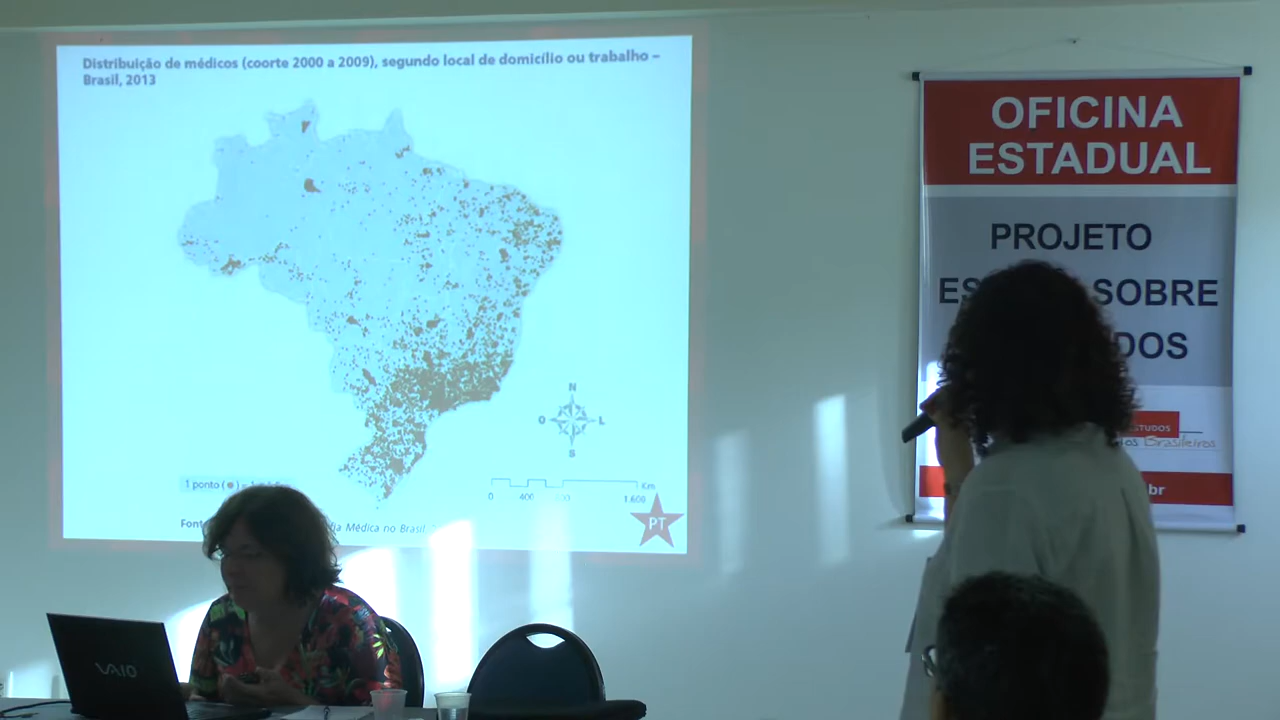 Distribuição de médicos (coorte 2000 a 2009), segundo local de domicílio ou trabalho –
Brasil, 2013
N
O L
S
1 ponto ( ) =
0 400 1.600 Km
Médica no Brasil
PT
VAIO
OFICINA
ESTADUAL
PROJETO
SOBRE
Brasileiros